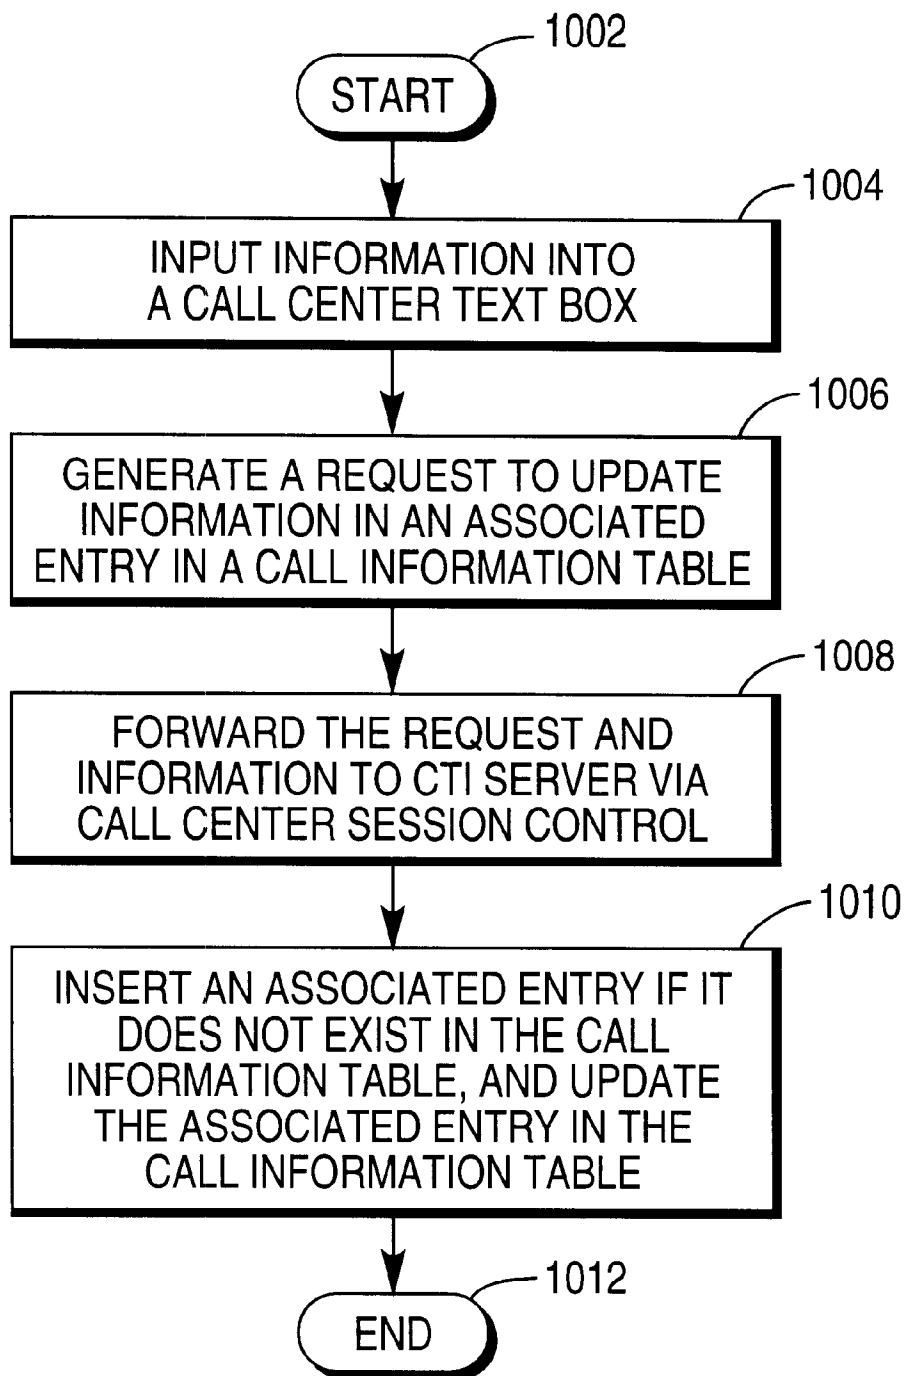 1002
START
1004
INPUT INFORMATION INTO
A CALL CENTER TEXT BOX
1006
GENERATE A REQUEST TO UPDATE
INFORMATION IN AN ASSOCIATED
ENTRY IN A CALL INFORMATION TABLE
1008
FORWARD THE REQUEST AND
INFORMATION TO CTI SERVER VIA
CALL CENTER SESSION CONTROL
1010
INSERT AN ASSOCIATED ENTRY IF IT
DOES NOT EXIST IN THE CALL
INFORMATION TABLE, AND UPDATE
THE ASSOCIATED ENTRY IN THE
CALL INFORMATION TABLE
1012
END